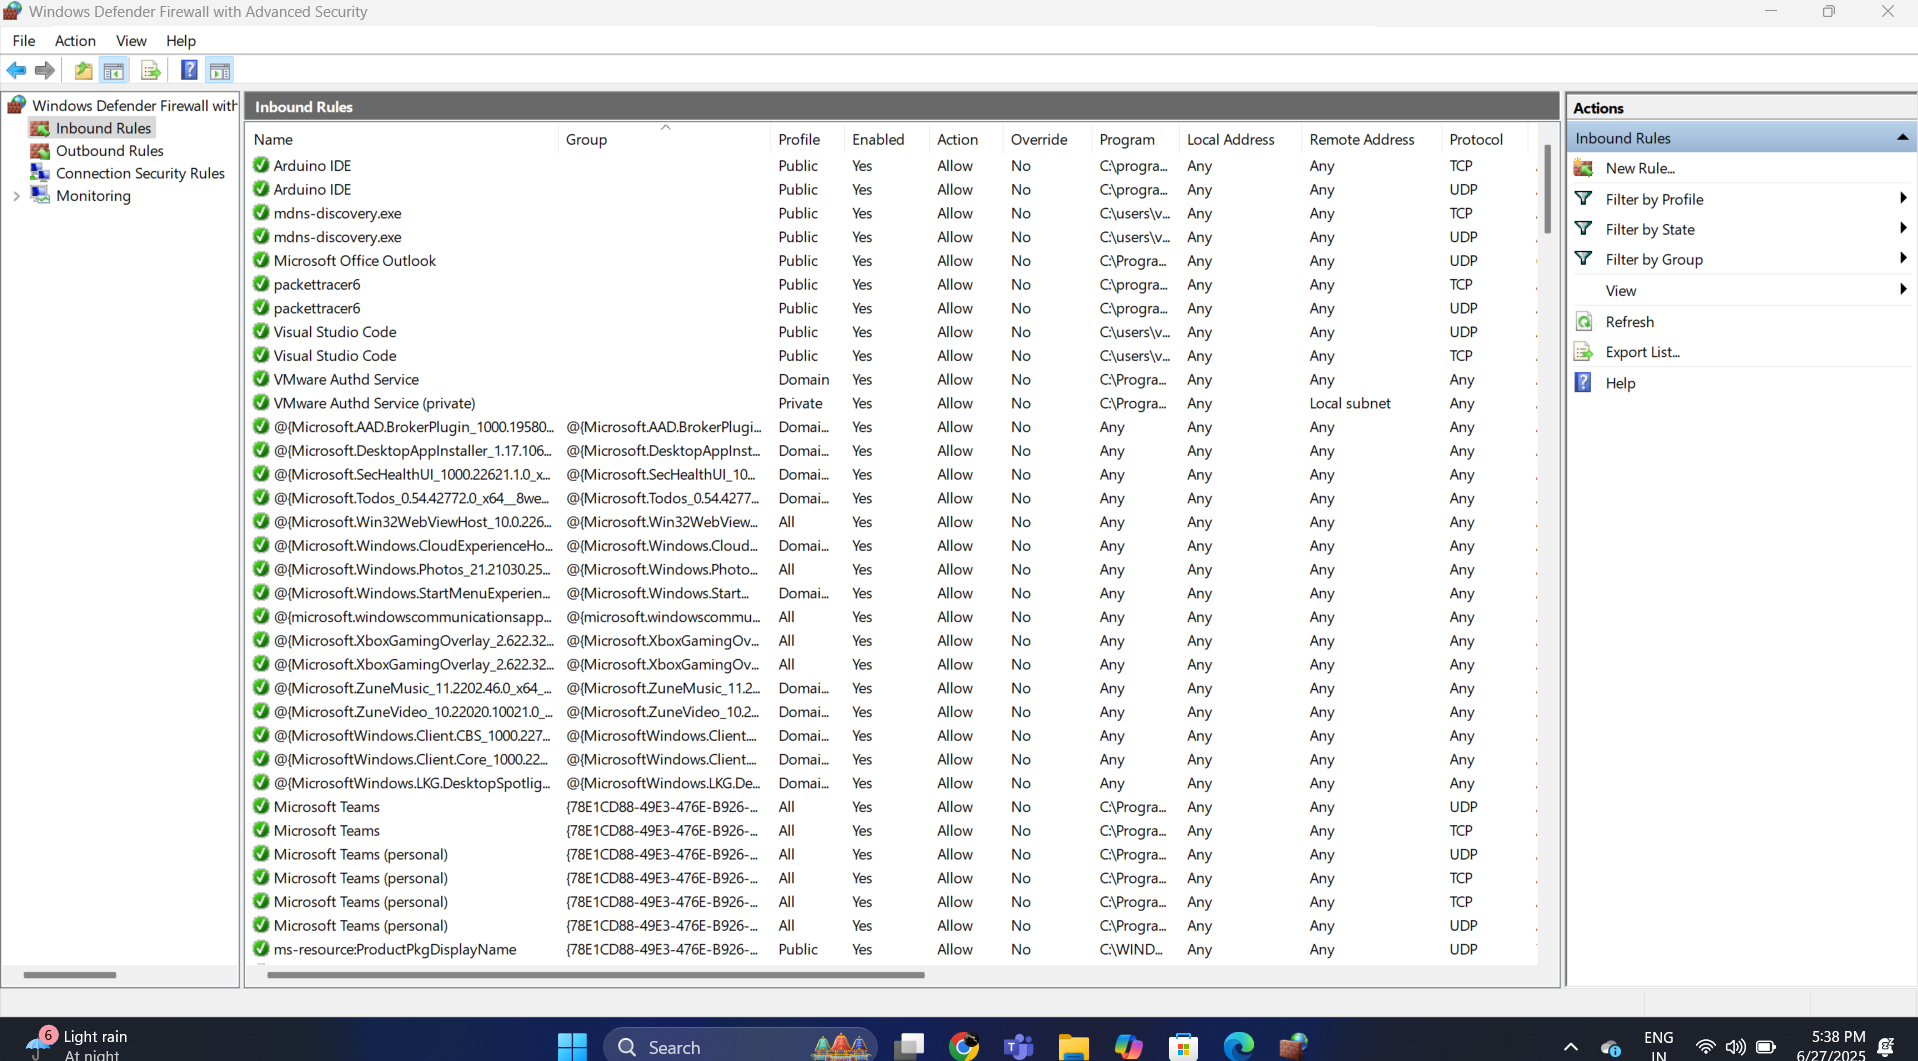 Windows Defender Firewall with Advanced Security
File Action View Help
Windows Defender Firewall with
Inbound Rules
Outbound Rules
Connection Security Rules
Monitoring
Inbound Rules
Name Group Profile Enabled Action Override Program Local Address Remote Address Protocol
Arduino IDE Public Yes Allow No C:\progra... Any Any TCP
Arduino IDE Public Yes Allow No C:\progra... Any Any UDP
mdns-discovery.exe Public Yes Allow No C:\users\v... Any Any TCP
mdns-discovery.exe Public Yes Allow No C:\users\v... Any Any UDP
Microsoft Office Outlook Public Yes Allow No C:\Progra... Any Any UDP
packettracer6 Public Yes Allow No C:\progra... Any Any TCP
packettracer6 Public Yes Allow No C:\progra... Any Any UDP
Visual Studio Code Public Yes Allow No C:\users\v... Any Any UDP
Visual Studio Code Public Yes Allow No C:\users\v... Any Any TCP
VMware Authd Service Domain Yes Allow No C:\Progra... Any Any Any
VMware Authd Service (private) Private Yes Allow No C:\Progra... Any Local subnet Any
@{Microsoft.AAD.BrokerPlugin_1000.19580... @{Microsoft.AAD.BrokerPlugi... Domai... Yes Allow No Any Any Any Any
@{Microsoft.DesktopAppInstaller_1.17.106... @{Microsoft.DesktopAppInst... Domai... Yes Allow No Any Any Any Any
@{Microsoft.SecHealthUI_1000.22621.1.0_x... @{Microsoft.SecHealthUI_10... Domai... Yes Allow No Any Any Any Any
@{Microsoft.Todos_0.54.42772.0_x64__8we... @{Microsoft.Todos_0.54.4277... Domai... Yes Allow No Any Any Any Any
@{Microsoft.Win32WebViewHost_10.0.226... @{Microsoft.Win32WebView... All Yes Allow No Any Any Any Any
@{Microsoft.Windows.CloudExperienceHo... @{Microsoft.Windows.Cloud... Domai... Yes Allow No Any Any Any Any
@{Microsoft.Windows.Photos_21.21030.25... @{Microsoft.Windows.Photo... All Yes Allow No Any Any Any Any
@{Microsoft.Windows.StartMenuExperien... @{Microsoft.Windows.Start... Domai... Yes Allow No Any Any Any Any
@{microsoft.windowscommunicationsapp... @{microsoft.windowscommu... All Yes Allow No Any Any Any Any
@{Microsoft.XboxGamingOverlay_2.622.32... @{Microsoft.XboxGamingOv... All Yes Allow No Any Any Any Any
@{Microsoft.XboxGamingOverlay_2.622.32... @{Microsoft.XboxGamingOv... All Yes Allow No Any Any Any Any
@{Microsoft.ZuneMusic_11.2202.46.0_x64_... @{Microsoft.ZuneMusic_11.2... Domai... Yes Allow No Any Any Any Any
@{Microsoft.ZuneVideo_10.22020.10021.0_... @{Microsoft.ZuneVideo_10.2... Domai... Yes Allow No Any Any Any Any
@{MicrosoftWindows.Client.CBS_1000.227... @{MicrosoftWindows.Client.... Domai... Yes Allow No Any Any Any Any
@{MicrosoftWindows.Client.Core_1000.22... @{MicrosoftWindows.Client.... Domai... Yes Allow No Any Any Any Any
@{MicrosoftWindows.LKG.DesktopSpotlig... @{MicrosoftWindows.LKG.De... Domai... Yes Allow No Any Any Any Any
Microsoft Teams {78E1CD88-49E3-476E-B926-... All Yes Allow No C:\Progra... Any Any UDP
Microsoft Teams {78E1CD88-49E3-476E-B926-... All Yes Allow No C:\Progra... Any Any TCP
Microsoft Teams (personal) {78E1CD88-49E3-476E-B926-... All Yes Allow No C:\Progra... Any Any UDP
Microsoft Teams (personal) {78E1CD88-49E3-476E-B926-... All Yes Allow No C:\Progra... Any Any TCP
Microsoft Teams (personal) {78E1CD88-49E3-476E-B926-... All Yes Allow No C:\Progra... Any Any TCP
Microsoft Teams (personal) {78E1CD88-49E3-476E-B926-... All Yes Allow No C:\Progra... Any Any UDP
ms-resource:ProductPkgDisplayName {78E1CD88-49E3-476E-B926-... Public Yes Allow No C:\WIND... Any Any UDP
Actions
Inbound Rules
New Rule...
Filter by Profile
Filter by State
Filter by Group
View
Refresh
Export List...
Help
6 Light rain
At night
Search
ENG
IN
5:38 PM
6/27/2025